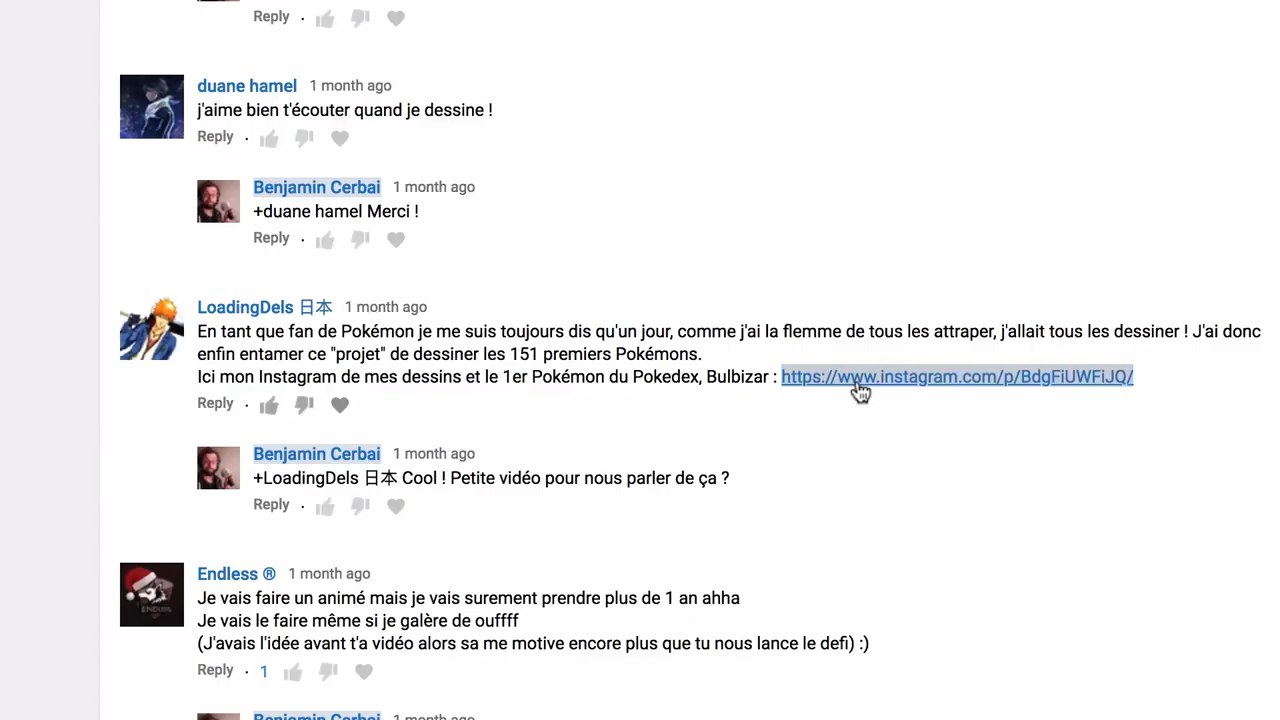 Reply ·
duane hamel 1 month ago
j'aime bien t'écouter quand je dessine !
Reply ·
Benjamin Cerbai 1 month ago
+duane hamel Merci !
Reply ·
LoadingDels 日本 1 month ago
En tant que fan de Pokémon je me suis toujours dis qu'un jour, comme j'ai la flemme de tous les attraper, j'allait tous les dessiner ! J'ai donc
enfin entamer ce "projet" de dessiner les 151 premiers Pokémons.
Ici mon Instagram de mes dessins et le 1er Pokémon du Pokedex, Bulbizar : https://www.instagram.com/p/BdgFiUWFiJQ/
Reply ·
Benjamin Cerbai 1 month ago
+LoadingDels 日本 Cool ! Petite vidéo pour nous parler de ça ?
Reply ·
Endless ® 1 month ago
Je vais faire un animé mais je vais surement prendre plus de 1 an ahha
Je vais le faire même si je galère de ouffff
(J'avais l'idée avant t'a vidéo alors sa me motive encore plus que tu nous lance le defi) :)
Reply · 1
Benjamin Cerbai 1 month ago